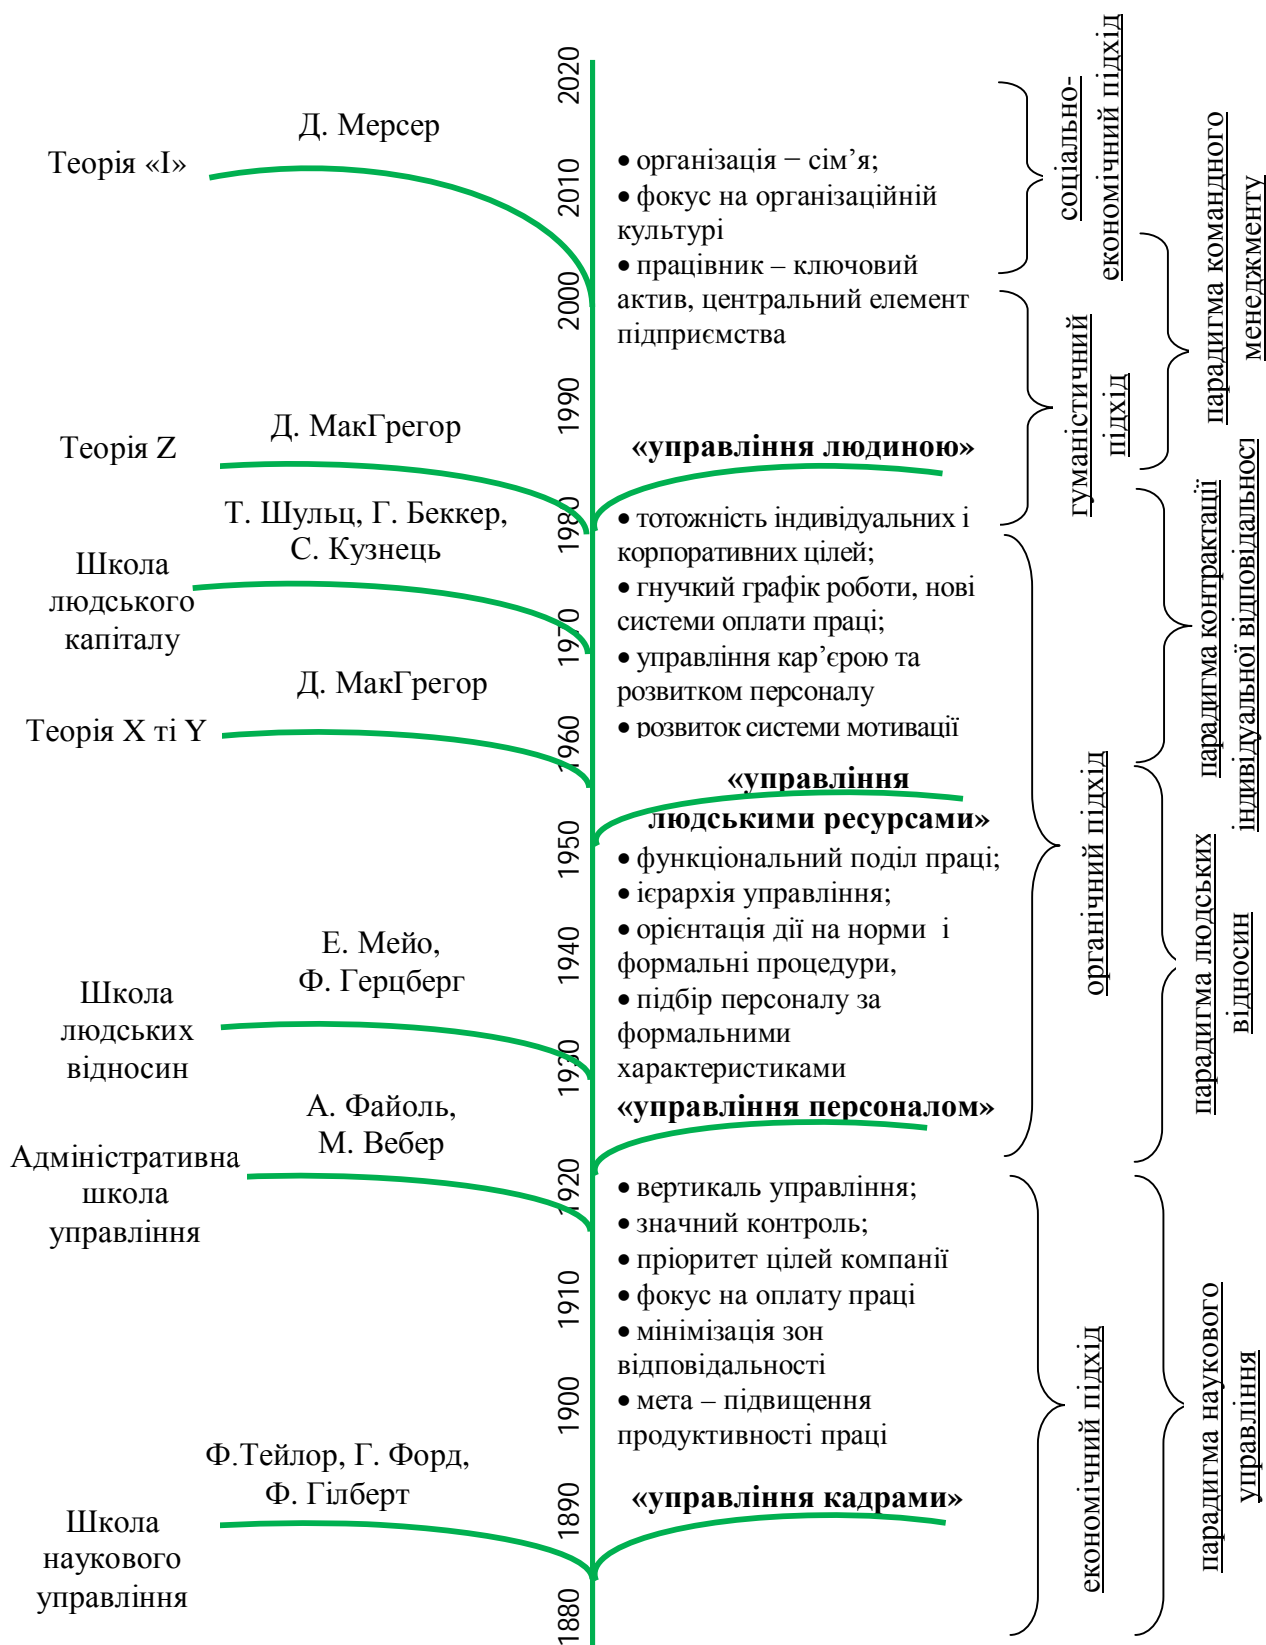 Д. Мерсер
Теорія «І»
Д. МакГрегор
Теорія Z
Т. Шульц, Г. Беккер,
С. Кузнець
Школа
людського
капіталу
Д. МакГрегор
Теорія X ті Y
Е. Мейо,
Ф. Герцберг
Школа
людських
відносин
А. Файоль,
М. Вебер
Адміністративна
школа
управління
Ф.Тейлор, Г. Форд,
Ф. Гілберт
Школа
наукового
управління
2020
2010
2000
1990
1980
1970
1960
1950
1940
1930
1920
1910
1900
1890
1880
• організація − сім’я;
• фокус на організаційній
культурі
• працівник – ключовий
актив, центральний елемент
підприємства
«управління людиною»
• тотожність індивідуальних і
корпоративних цілей;
• гнучкий графік роботи, нові
системи оплати праці;
• управління кар’єрою та
розвитком персоналу
• розвиток системи мотивації
«управління
людськими ресурсами»
• функціональний поділ праці;
• ієрархія управління;
• орієнтація дії на норми і
формальні процедури,
• підбір персоналу за
формальними
характеристиками
«управління персоналом»
• вертикаль управління;
• значний контроль;
• пріоритет цілей компанії
• фокус на оплату праці
• мінімізація зон
відповідальності
• мета – підвищення
продуктивності праці
«управління кадрами»
соціально-
економічний підхід
гуманістичний
підхід
органічний підхід
економічний підхід
парадигма командного
менеджменту
парадигма контрактації
індивідуальної відповідальност
парадигма людських
відносин
парадигма наукового
управління